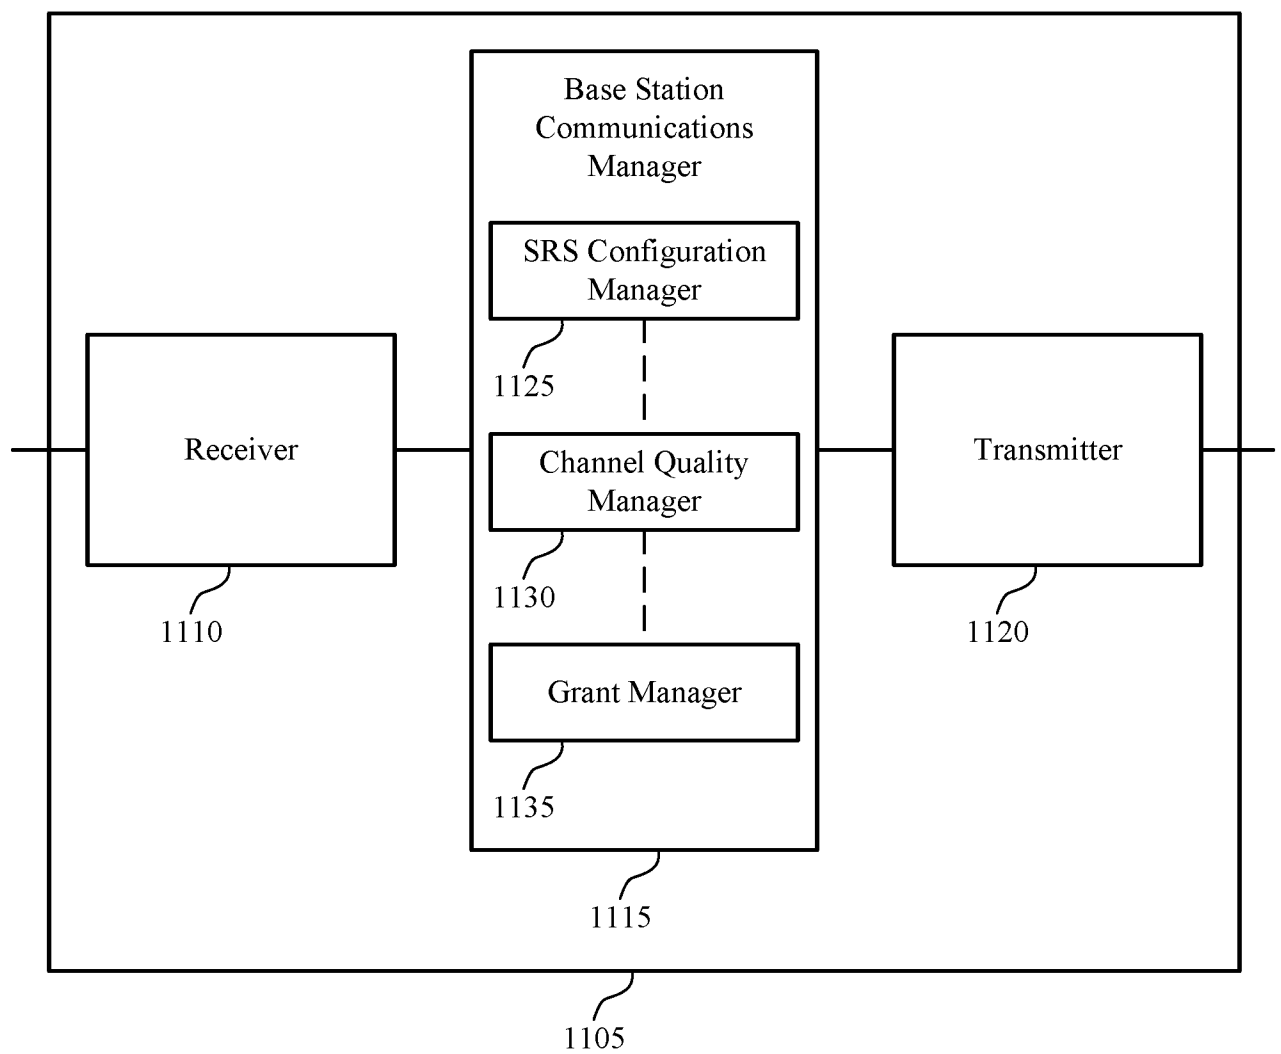 Base Station
Communications
Manager
SRS Configuration
Manager
1125
Receiver
1110
Channel Quality
Manager
1130
Transmitter
1120
Grant Manager
1135
1115
1105